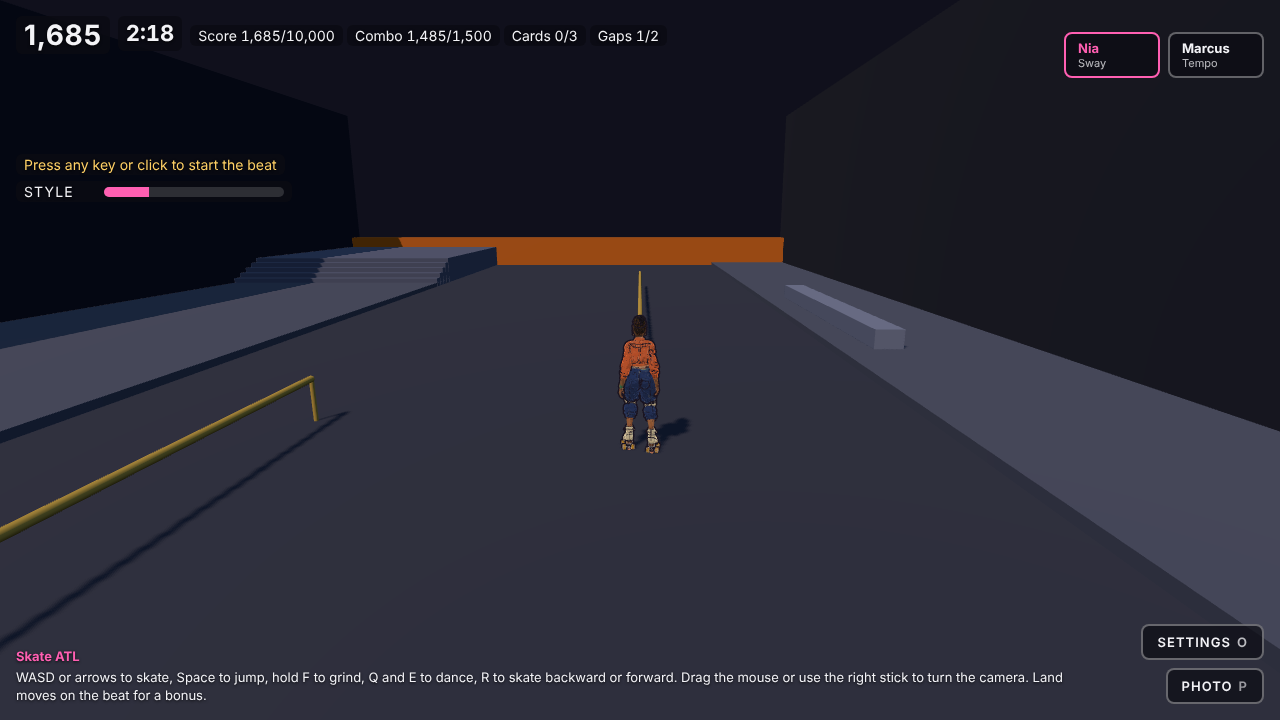 1,685
2:18
Score 1,685/10,000
Combo 1,485/1,500
Cards 0/3
Gaps 1/2
Nia
Sway
Marcus
Tempo
Press any key or click to start the beat
STYLE
Skate ATL
WASD or arrows to skate, Space to jump, hold F to grind, Q and E to dance, R to skate backward or forward. Drag the mouse or use the right stick to turn the camera. Land
moves on the beat for a bonus.
SETTINGS O
PHOTO P